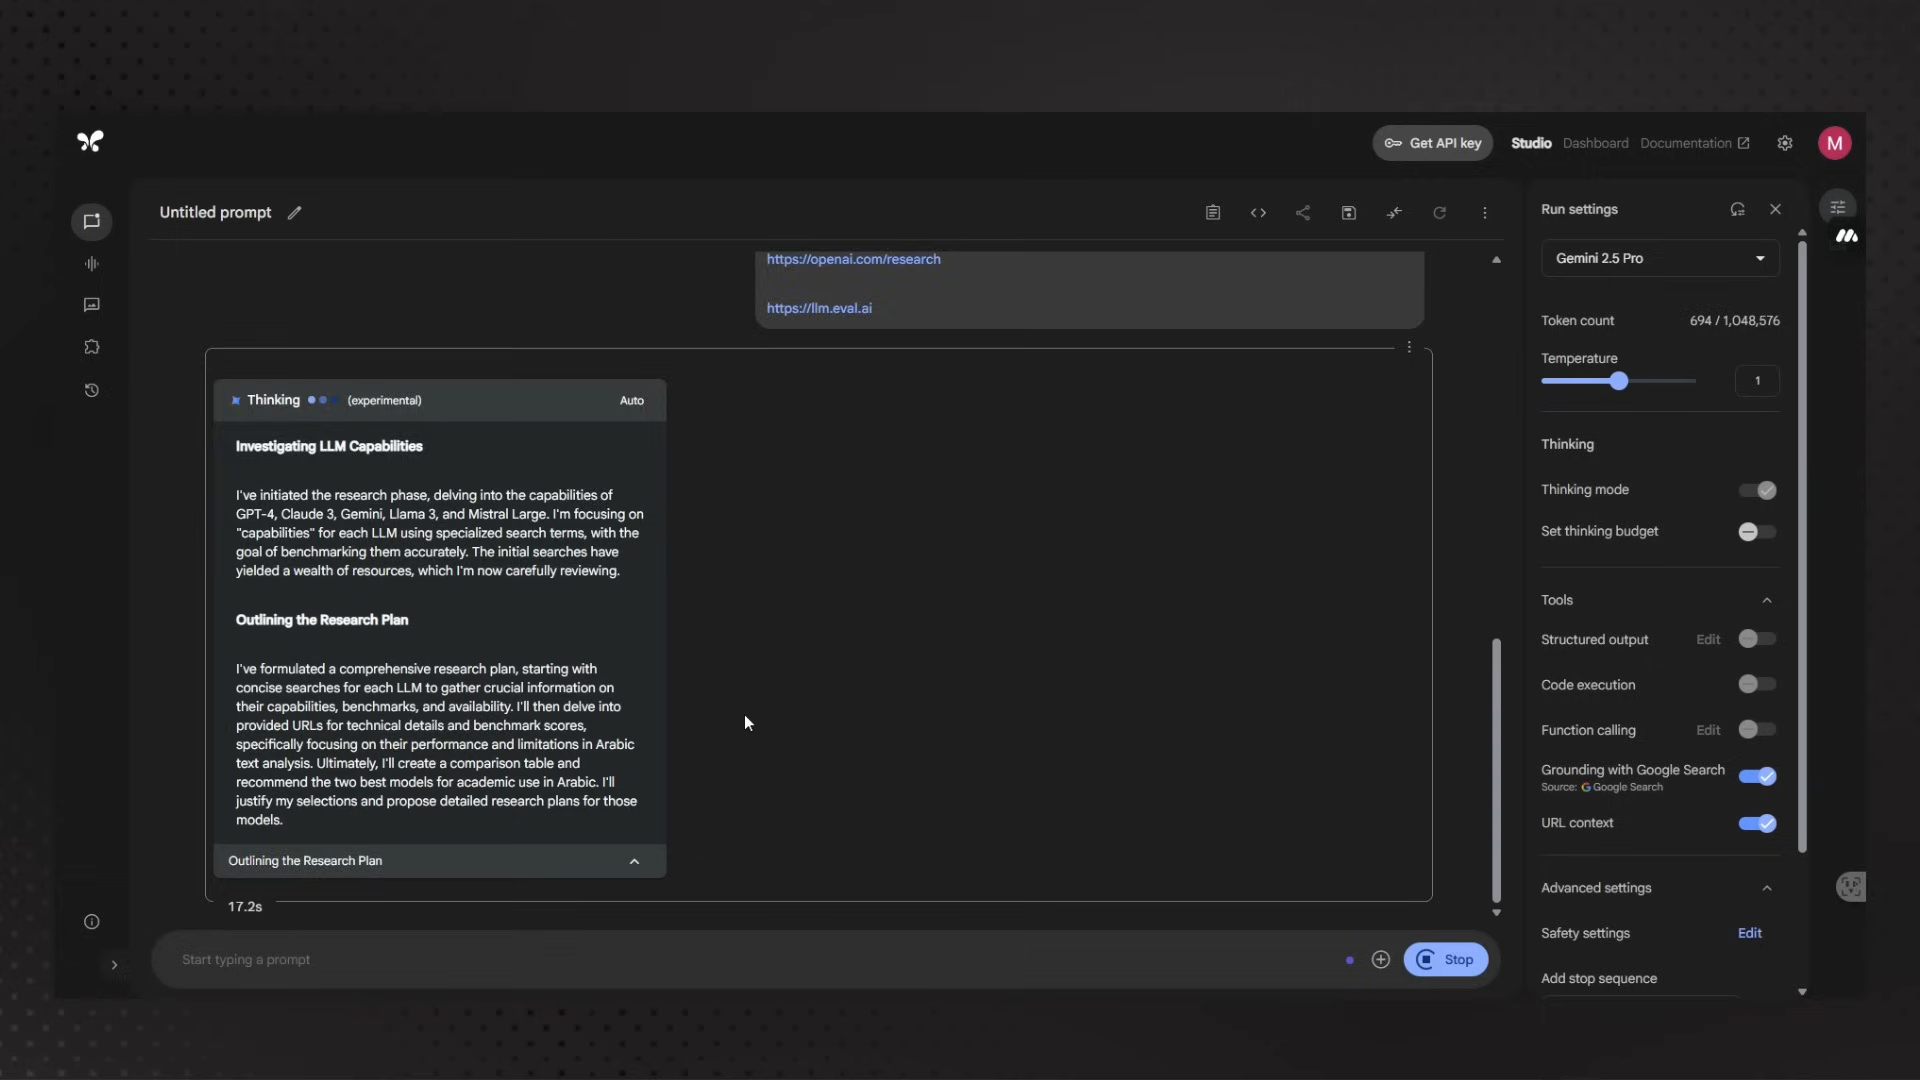 Get API key
Studio
Dashboard
Documentation
M
Untitled prompt
https://openai.com/research
https://llm.eval.ai
Thinking
(experimental)
Auto
Investigating LLM Capabilities
I've initiated the research phase, delving into the capabilities of
GPT-4, Claude 3, Gemini, Llama 3, and Mistral Large. I'm focusing on
"capabilities" for each LLM using specialized search terms, with the
goal of benchmarking them accurately. The initial searches have
yielded a wealth of resources, which I'm now carefully reviewing.
Outlining the Research Plan
I've formulated a comprehensive research plan, starting with
concise searches for each LLM to gather crucial information on
their capabilities, benchmarks, and availability. I'll then delve into
provided URLs for technical details and benchmark scores,
specifically focusing on their performance and limitations in Arabic
text analysis. Ultimately, I'll create a comparison table and
recommend the two best models for academic use in Arabic. I'll
justify my selections and propose detailed research plans for those
models.
Outlining the Research Plan
17.2s
Start typing a prompt
Stop
Run settings
Gemini 2.5 Pro
Token count 694 / 1,048,576
Temperature
1
Thinking
Thinking mode
Set thinking budget
Tools
Structured output Edit
Code execution
Function calling Edit
Grounding with Google Search
Source: Google Search
URL context
Advanced settings
Safety settings Edit
Add stop sequence